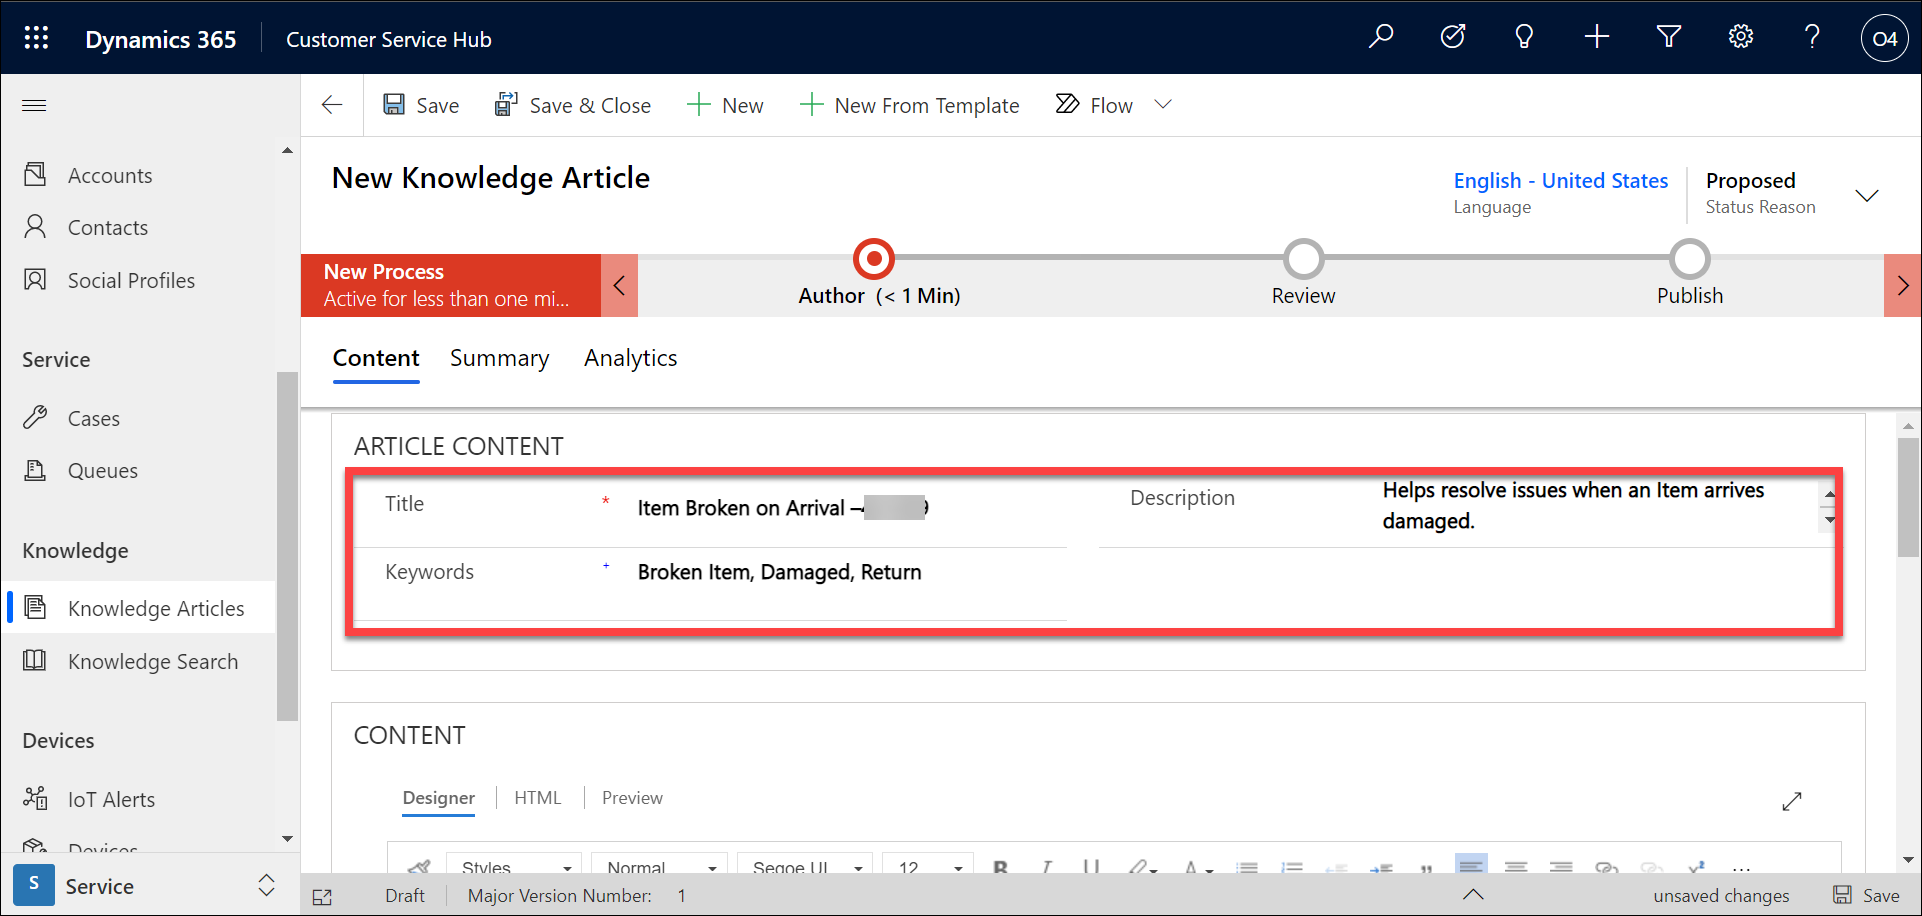 Dynamics 365
Customer Service Hub
O4
Save
Save & Close
New
New From Template
Flow
Accounts
Contacts
Social Profiles
Service
Cases
Queues
Knowledge
Knowledge Articles
Knowledge Search
Devices
IoT Alerts
Devices
S
Service
New Knowledge Article
English - United States
Language
Proposed
Status Reason
New Process
Active for less than one mi...
Author (< 1 Min)
Review
Publish
Content
Summary
Analytics
ARTICLE CONTENT
Title
*
Item Broken on Arrival –
Description
Helps resolve issues when an Item arrives
damaged.
Keywords
+
Broken Item, Damaged, Return
CONTENT
Designer
HTML
Preview
Styles
Normal
Segoe UI
12
B
I
U
Draft
Major Version Number:
1
unsaved changes
Save